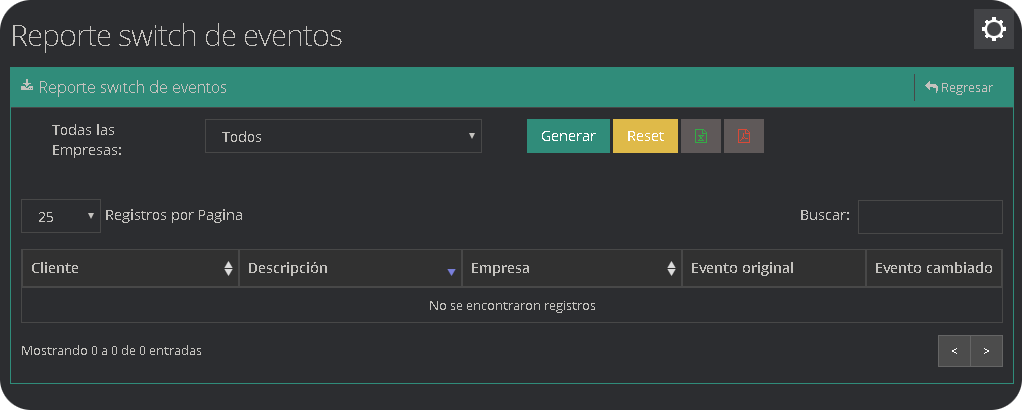 Reporte switch de eventos
Reporte switch de eventos
Regresar
Todas las
Empresas:
Todos
Generar
Reset
25
Registros por Pagina
Buscar:
Cliente
Descripción
Empresa
Evento original
Evento cambiado
No se encontraron registros
Mostrando 0 a 0 de 0 entradas
<
>